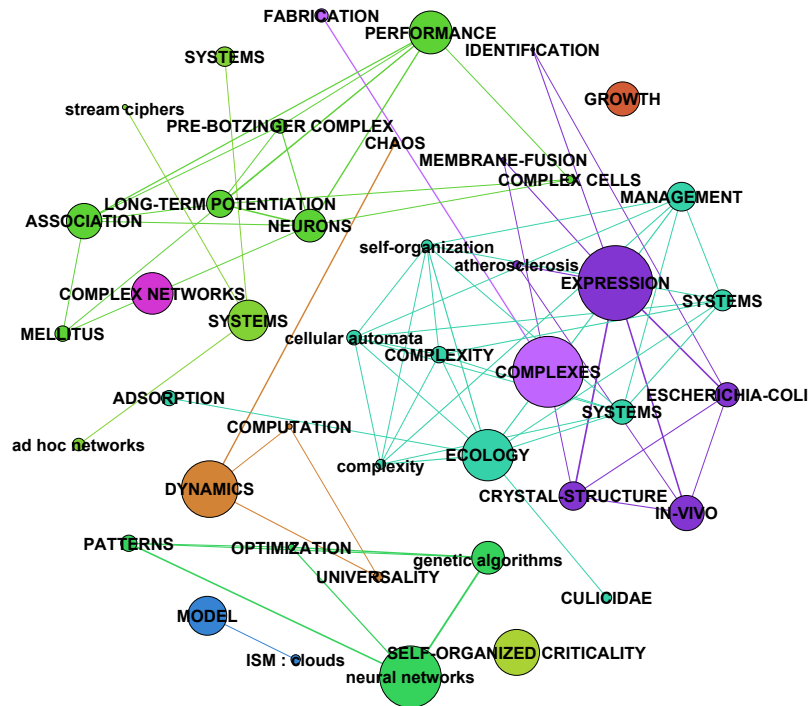 FABRICATION
PERFORMANCE
IDENTIFICATION
SYSTEMS
GROWTH
stream ciphers
PRE-BOTZINGER COMPLEX
CHAOS
MEMBRANE-FUSION
COMPLEX CELLS
MANAGEMENT
LONG-TERM POTENTIATION
ASSOCIATION
NEURONS
self-organization
atherosclerosis
EXPRESSION
COMPLEX NETWORKS
SYSTEMS
SYSTEMS
MELLITUS
cellular automata
COMPLEXITY
COMPLEXES
ESCHERICHIA-COLI
ADSORPTION
SYSTEMS
COMPUTATION
ad hoc networks
ECOLOGY
complexity
DYNAMICS
CRYSTAL-STRUCTURE
IN-VIVO
PATTERNS
OPTIMIZATION
genetic algorithms
UNIVERSALITY
CULICIDAE
MODEL
SELF-ORGANIZED CRITICALITY
ISM : clouds
neural networks